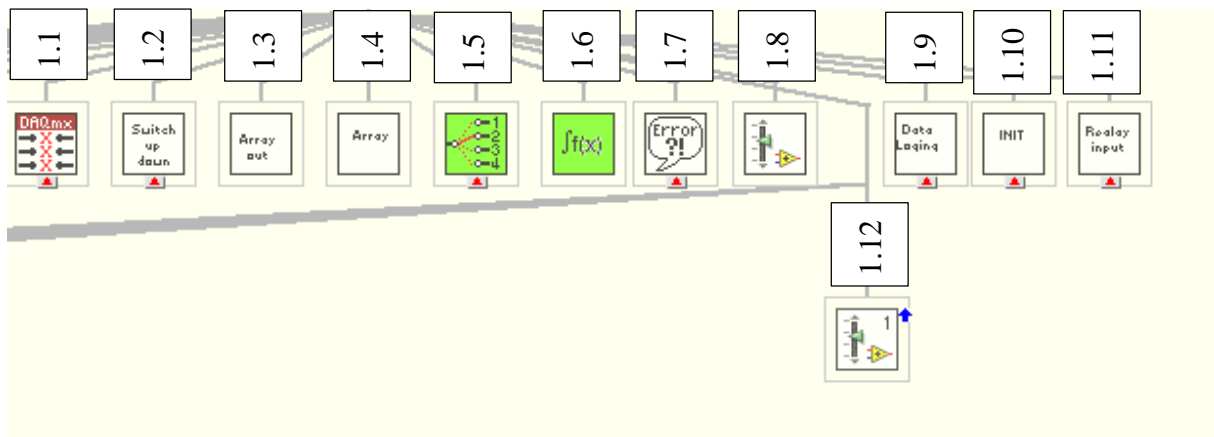 1.1
1.2
1.3
1.4
1.5
1.6
1.7
1.8
1.9
1.10
1.11
DAQmx
X
X
X
Switch
up
down
Array
out
Array
1
2
3
4
∫f(x)
Error
?!
Data
Loging
INIT
Realay
input
1.12
1